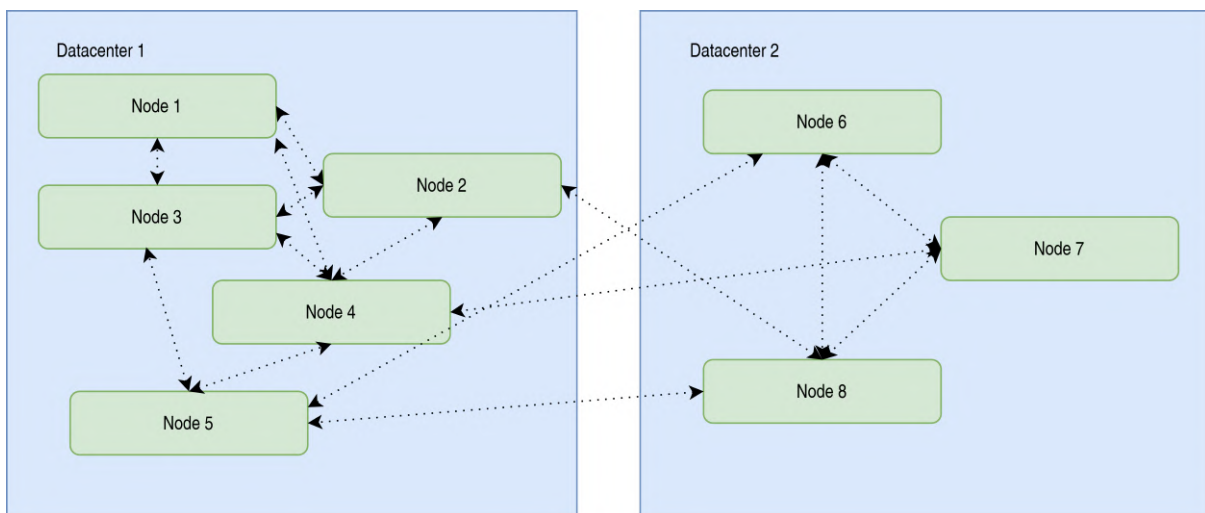 Datacenter 1
Node 1
Node 2
Node 3
Node 4
Node 5
Datacenter 2
Node 6
Node 7
Node 8